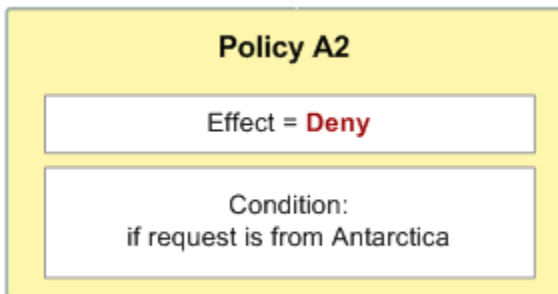 Policy A2
Effect = Deny
Condition:
if request is from Antarctica